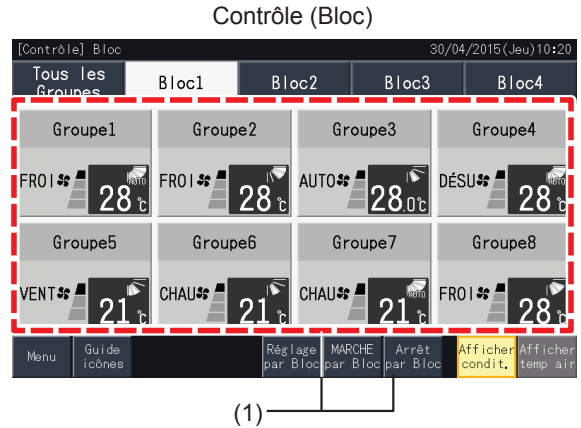 Contrôle (Bloc)
[Contrôle] Bloc 30/04/2015(Jeu)10:20
Tous les Groupes Bloc1 Bloc2 Bloc3 Bloc4
Groupe1 Groupe2 Groupe3 Groupe4
FROI AUTO 28℃ FROI 28℃ AUTO 28.0℃ DÉSU AUTO 28℃
Groupe5 Groupe6 Groupe7 Groupe8
VENT 21℃ CHAU 21℃ CHAU AUTO 21℃ FROI 28℃
Menu Guide icônes Réglage par Bloc MARCHE par Bloc Arrêt par Bloc Afficher condit. Afficher temp air
(1)